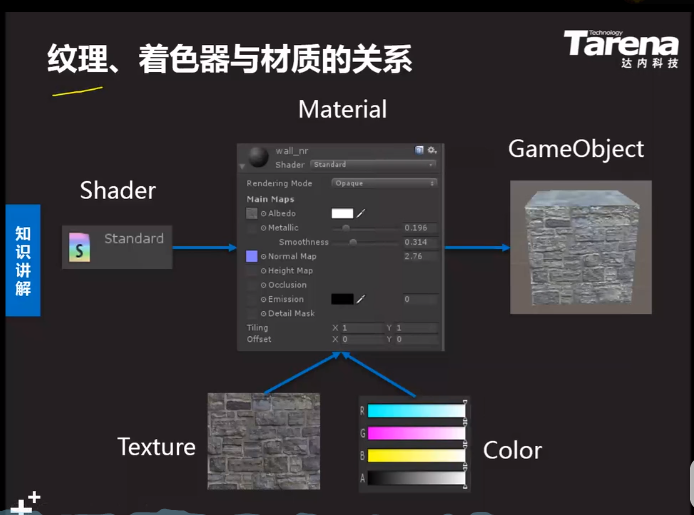 纹理、着色器与材质的关系
Technology
Tarena
达内科技
Material
GameObject
Shader
知识讲解
Standard
wall_nr
Shader Standard
Rendering Mode Opaque
Main Maps
Albedo
Metallic 0.196
Smoothness 0.314
Normal Map 2.76
Height Map
Occlusion
Emission 0
Detail Mask
Tiling X 1 Y 1
Offset X 0 Y 0
Texture
R
G
B
A
Color